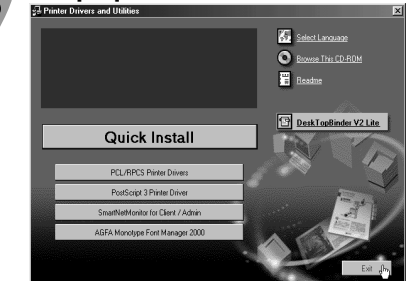 Printer Drivers and Utilities
Select Language
Browse This CD-ROM
Readme
DeskTopBinder V2 Lite
Quick Install
PCL/RPCS Printer Drivers
PostScript 3 Printer Driver
SmartNetMonitor for Client / Admin
AGFA Monotype Font Manager 2000
Exit